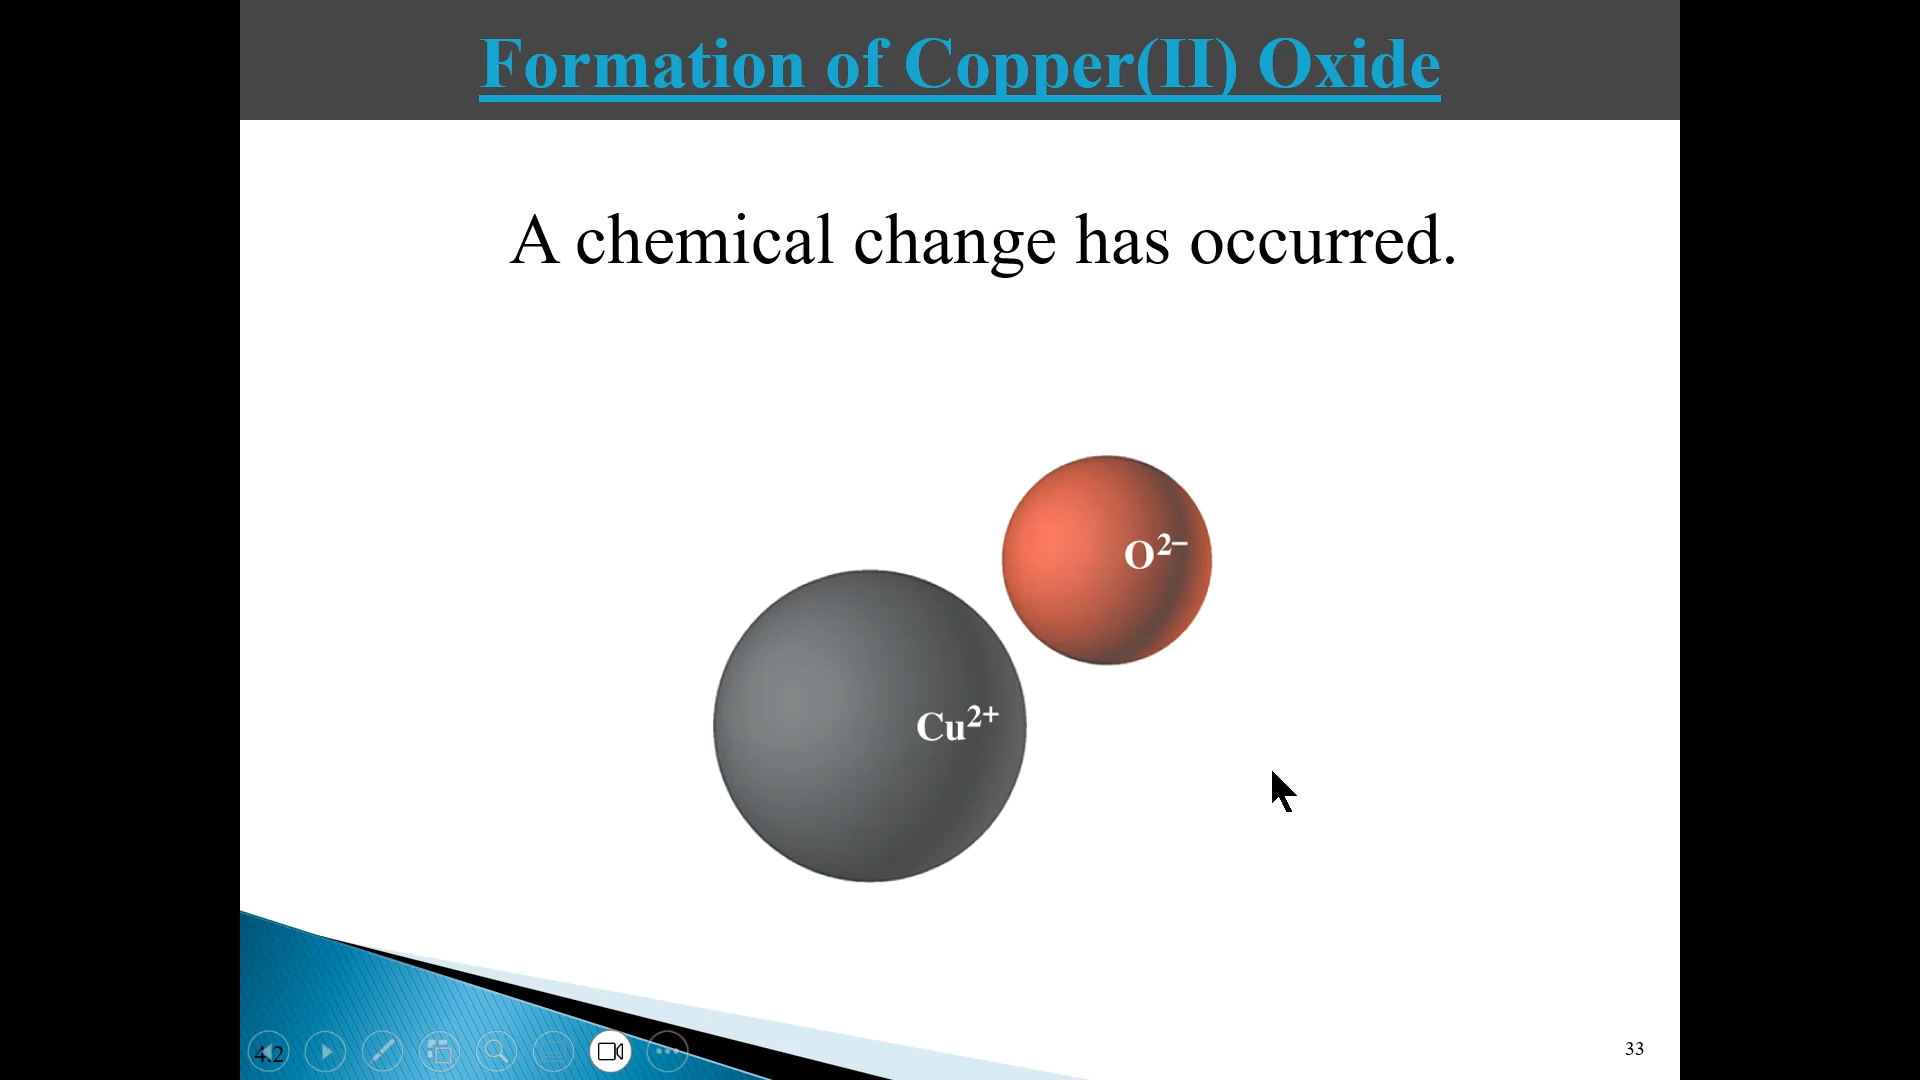 Formation of Copper(II) Oxide
A chemical change has occurred.
O²⁻
Cu²⁺
4.2
33